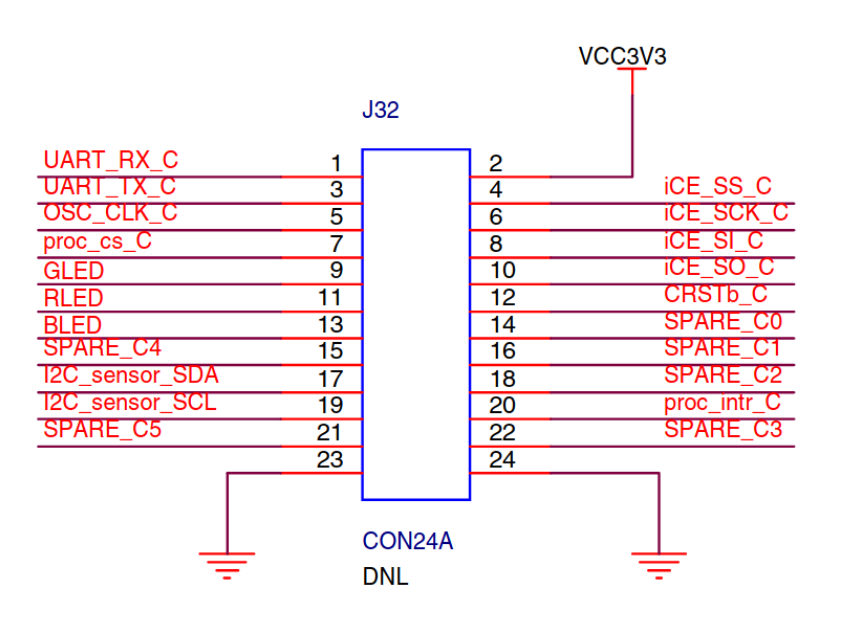 VCC3V3
J32
UART_RX_C 1 2
UART_TX_C 3 4 iCE_SS_C
OSC_CLK_C 5 6 iCE_SCK_C
proc_cs_C 7 8 iCE_SI_C
GLED 9 10 iCE_SO_C
RLED 11 12 CRSTb_C
BLED 13 14 SPARE_C0
SPARE_C4 15 16 SPARE_C1
I2C_sensor_SDA 17 18 SPARE_C2
I2C_sensor_SCL 19 20 proc_intr_C
SPARE_C5 21 22 SPARE_C3
23 24
CON24A
DNL